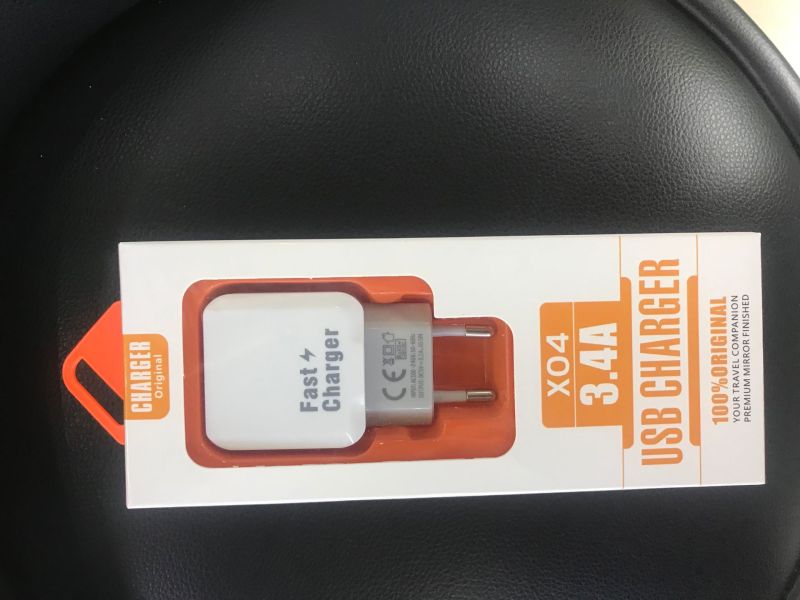 CHARGER
Original
Fast Charger
CE
X04
3.4A
USB CHARGER
100%ORIGINAL
YOUR TRAVEL COMPANION
PREMIUM MIRROR FINISHED